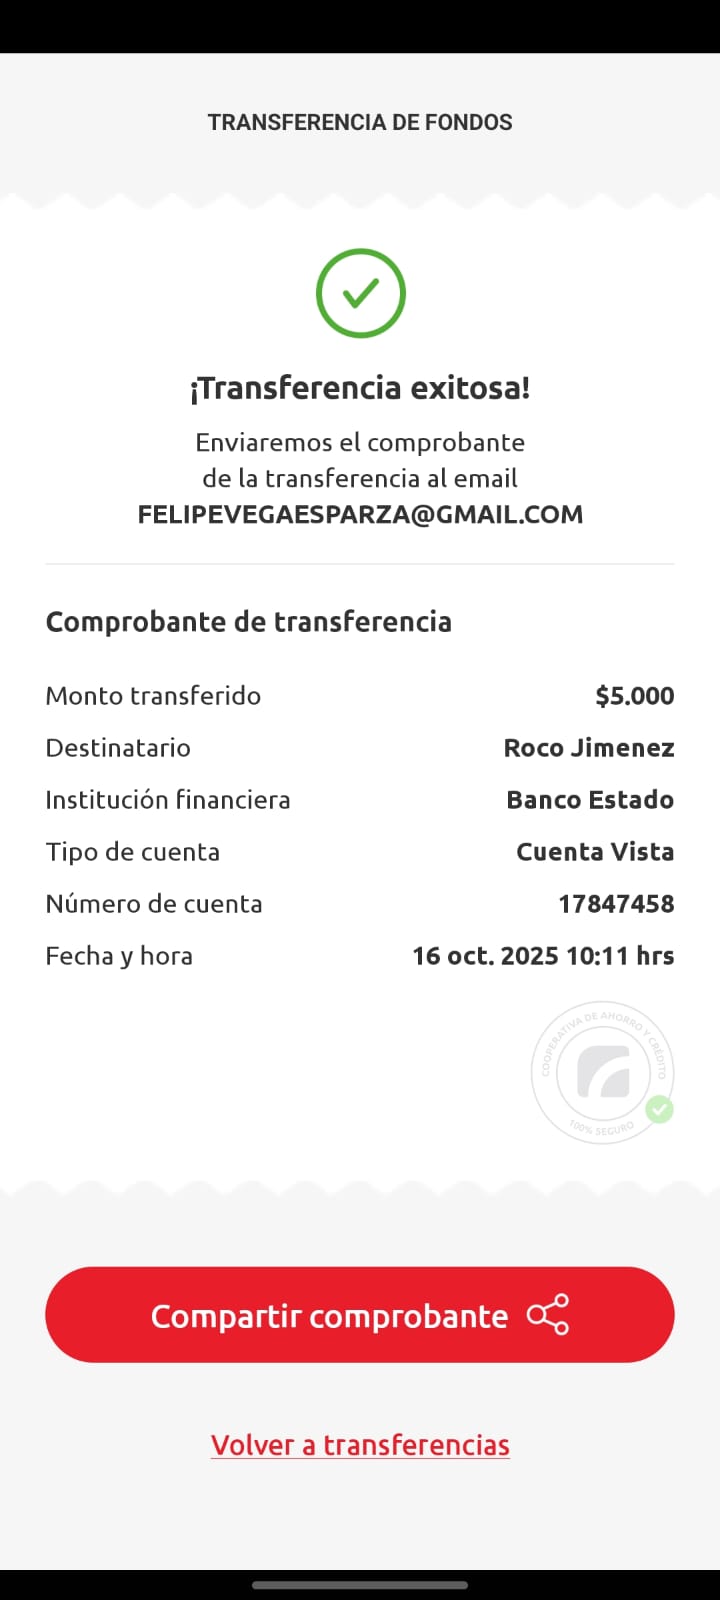 TRANSFERENCIA DE FONDOS
¡Transferencia exitosa!
Enviaremos el comprobante
de la transferencia al email
FELIPEVEGAESPARZA@GMAIL.COM
Comprobante de transferencia
Monto transferido $5.000
Destinatario Roco Jimenez
Institución financiera Banco Estado
Tipo de cuenta Cuenta Vista
Número de cuenta 17847458
Fecha y hora 16 oct. 2025 10:11 hrs
COOPERATIVA DE AHORRO Y CRÉDITO
100% SEGURO
Compartir comprobante
Volver a transferencias